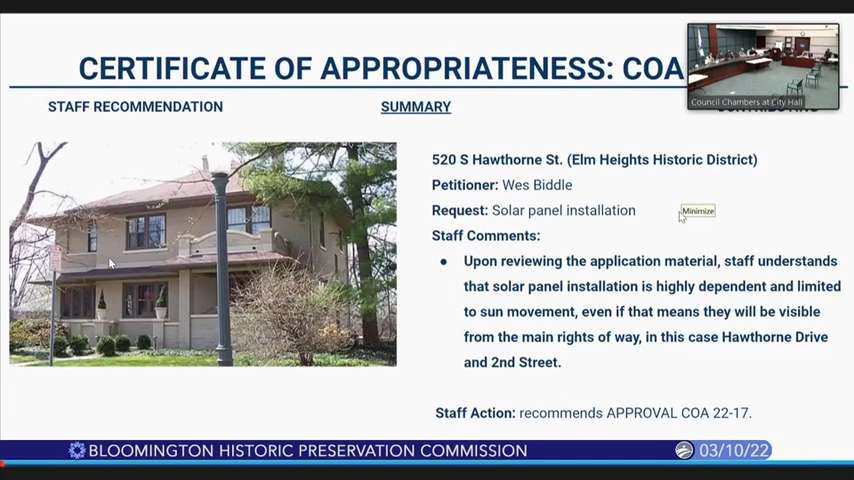 CERTIFICATE OF APPROPRIATENESS: COA
Council Chambers at City Hall
STAFF RECOMMENDATION
SUMMARY
520 S Hawthorne St. (Elm Heights Historic District)
Petitioner: Wes Biddle
Request: Solar panel installation
Minimize
Staff Comments:
● Upon reviewing the application material, staff understands
that solar panel installation is highly dependent and limited
to sun movement, even if that means they will be visible
from the main rights of way, in this case Hawthorne Drive
and 2nd Street.
Staff Action: recommends APPROVAL COA 22-17.
BLOOMINGTON HISTORIC PRESERVATION COMMISSION
03/10/22